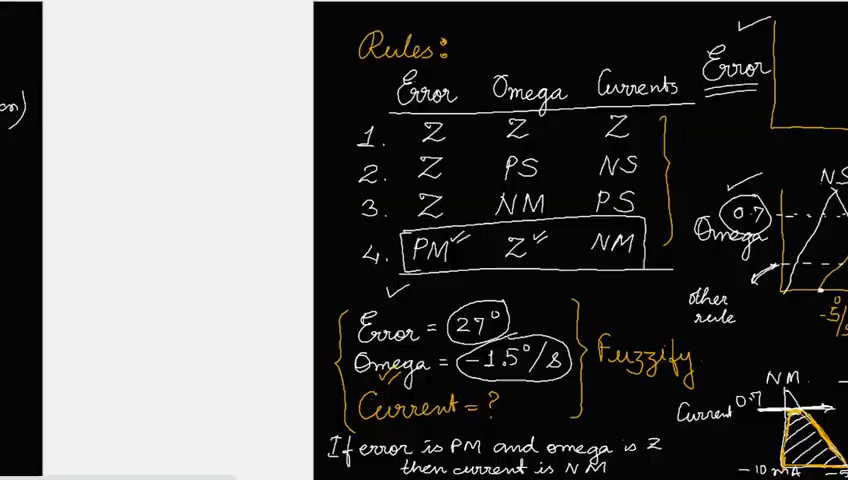 on)
Rules:
Error Omega Currents
1. Z Z Z
2. Z PS NS
3. Z NM PS
4. PM Z NM
Error = 27°
Omega = -1.5°/s
Current = ?
Fuzzify
If error is PM and omega is Z
then current is NM
Error
NS
0.7
Omega
other
rule
0
NM
Current 0.7
-10 mA